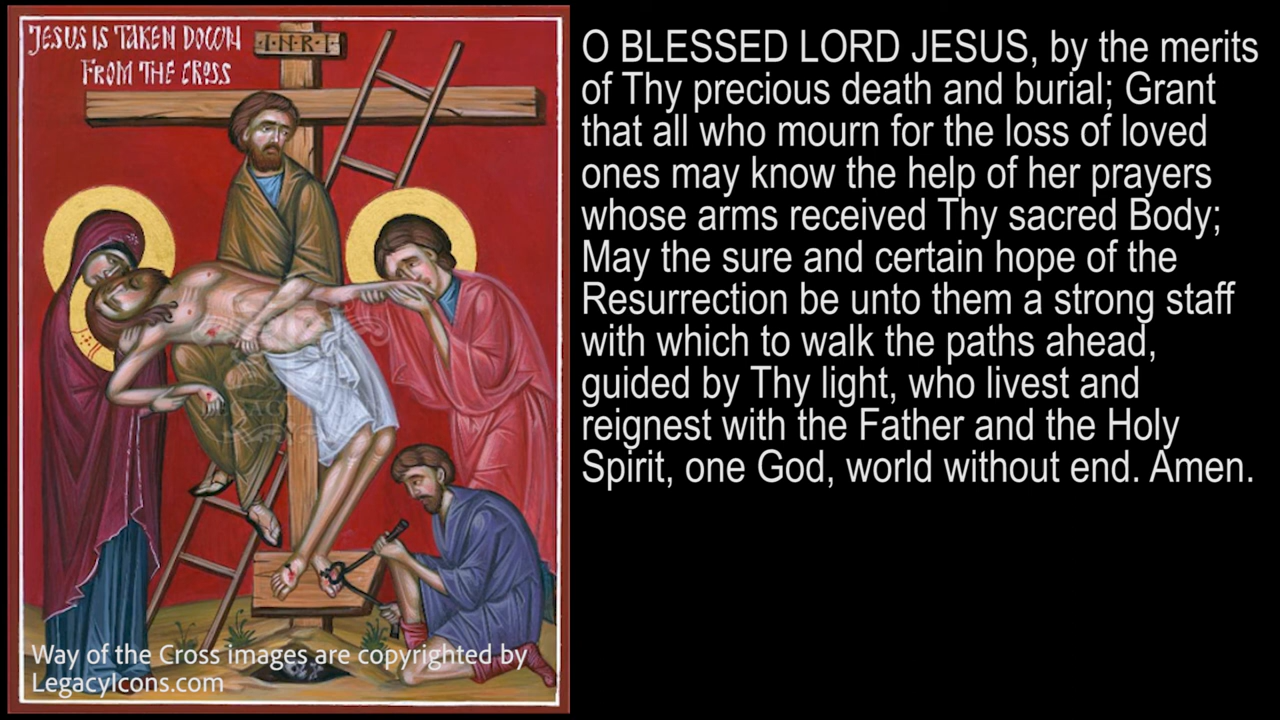 JESUS IS TAKEN DOWN
FROM THE CROSS
I·N·R·I
O BLESSED LORD JESUS, by the merits
of Thy precious death and burial; Grant
that all who mourn for the loss of loved
ones may know the help of her prayers
whose arms received Thy sacred Body;
May the sure and certain hope of the
Resurrection be unto them a strong staff
with which to walk the paths ahead,
guided by Thy light, who livest and
reignest with the Father and the Holy
Spirit, one God, world without end. Amen.
Way of the Cross images are copyrighted by
LegacyIcons.com